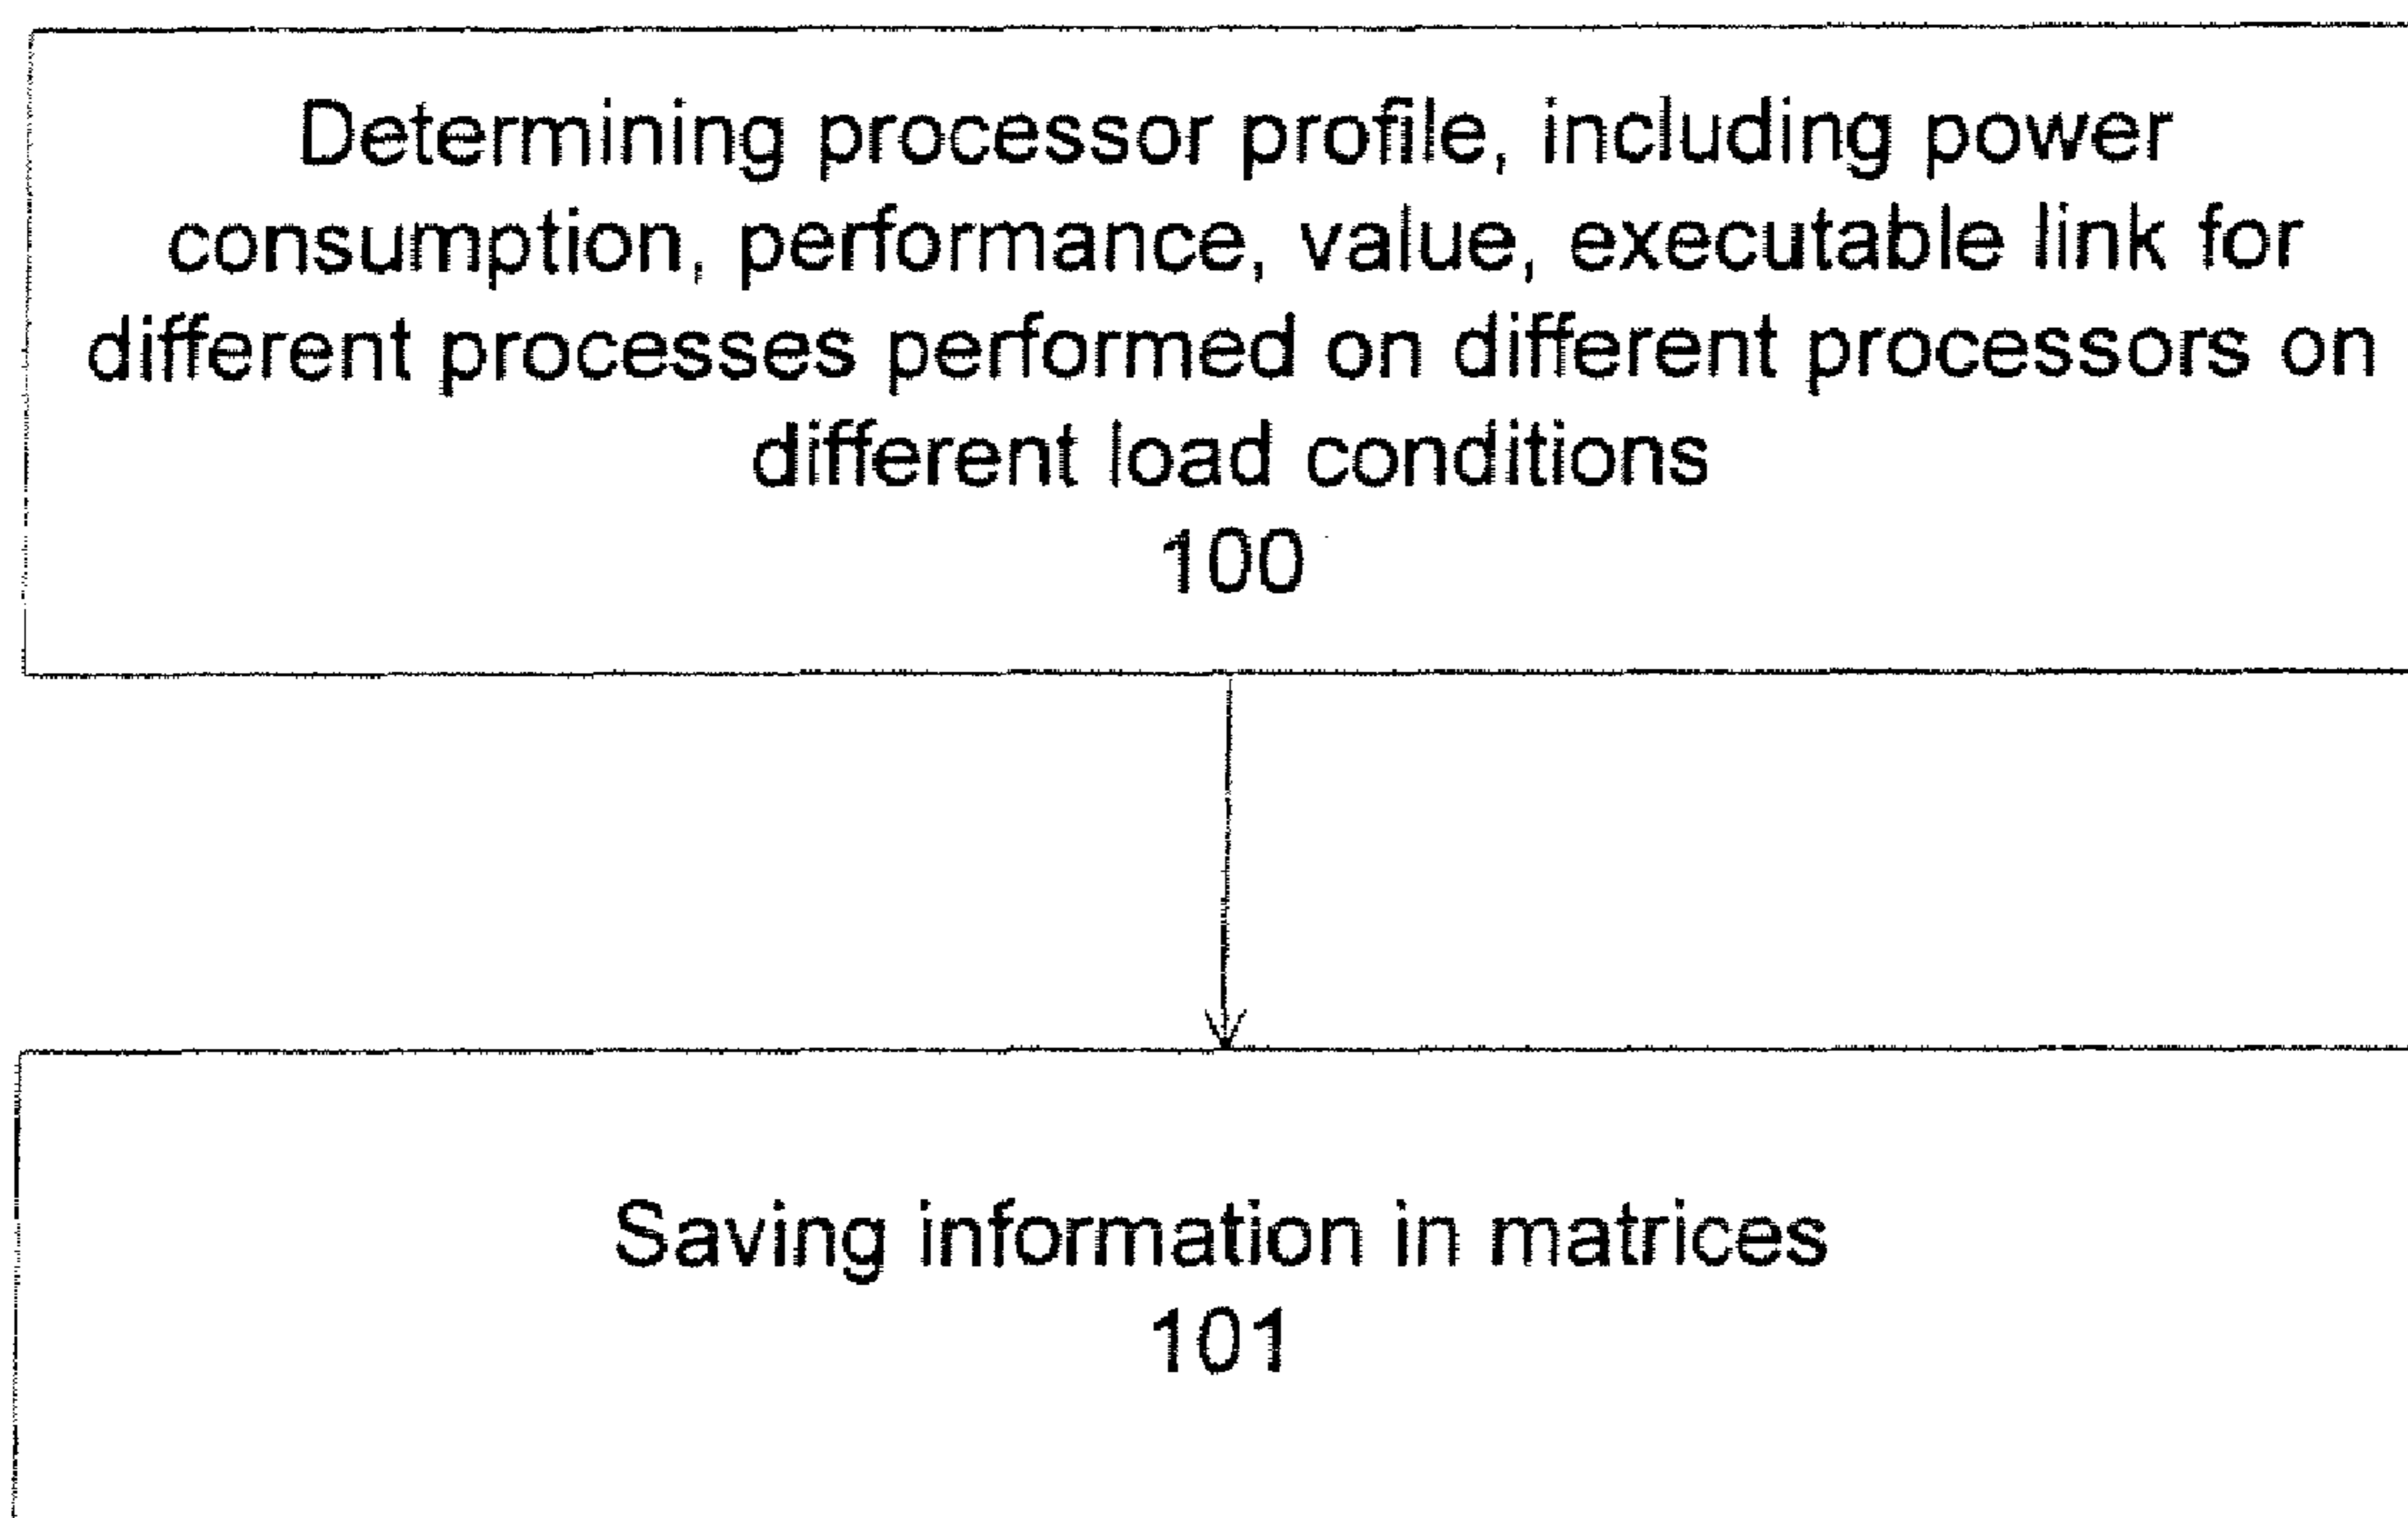 Determining processor profile, including power
consumption, performance, value, executable link for
different processes performed on different processors on
different load conditions
100
Saving information in matrices
101